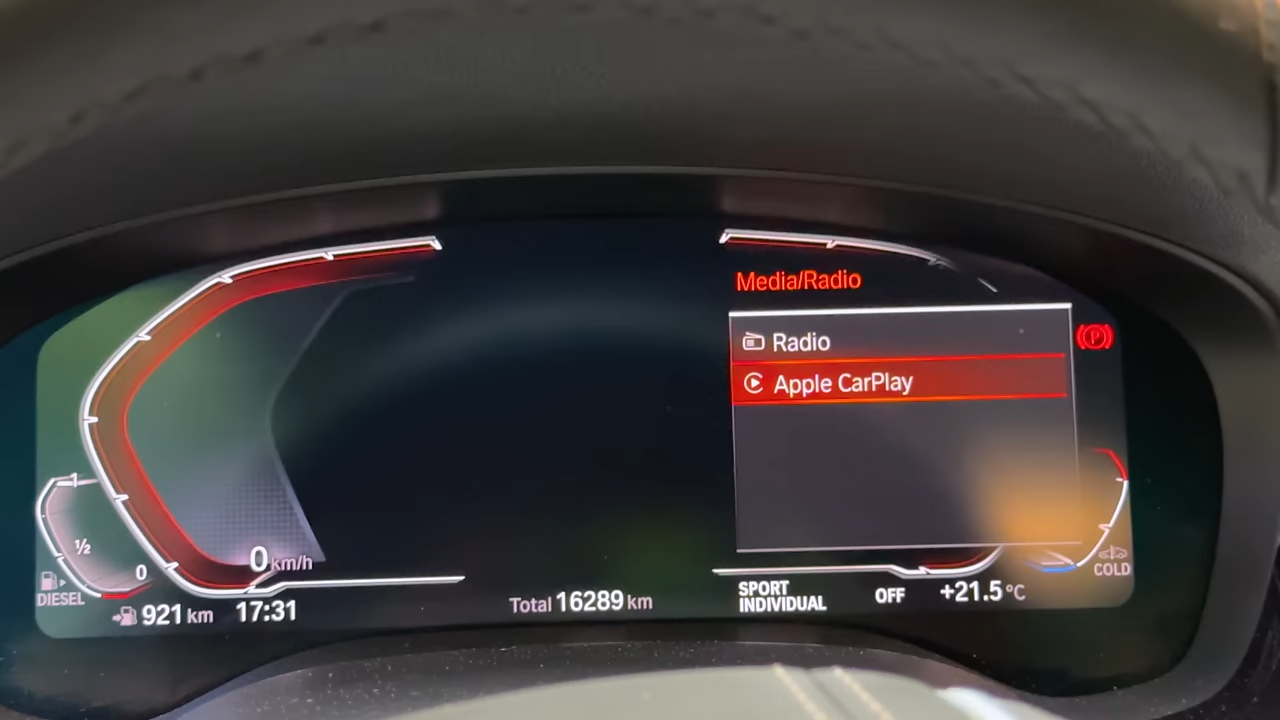 Media/Radio
Radio
Apple CarPlay
P
1
½
0
DIESEL
0 km/h
921 km
17:31
Total 16289 km
SPORT
INDIVIDUAL
OFF
+21.5 °C
COLD